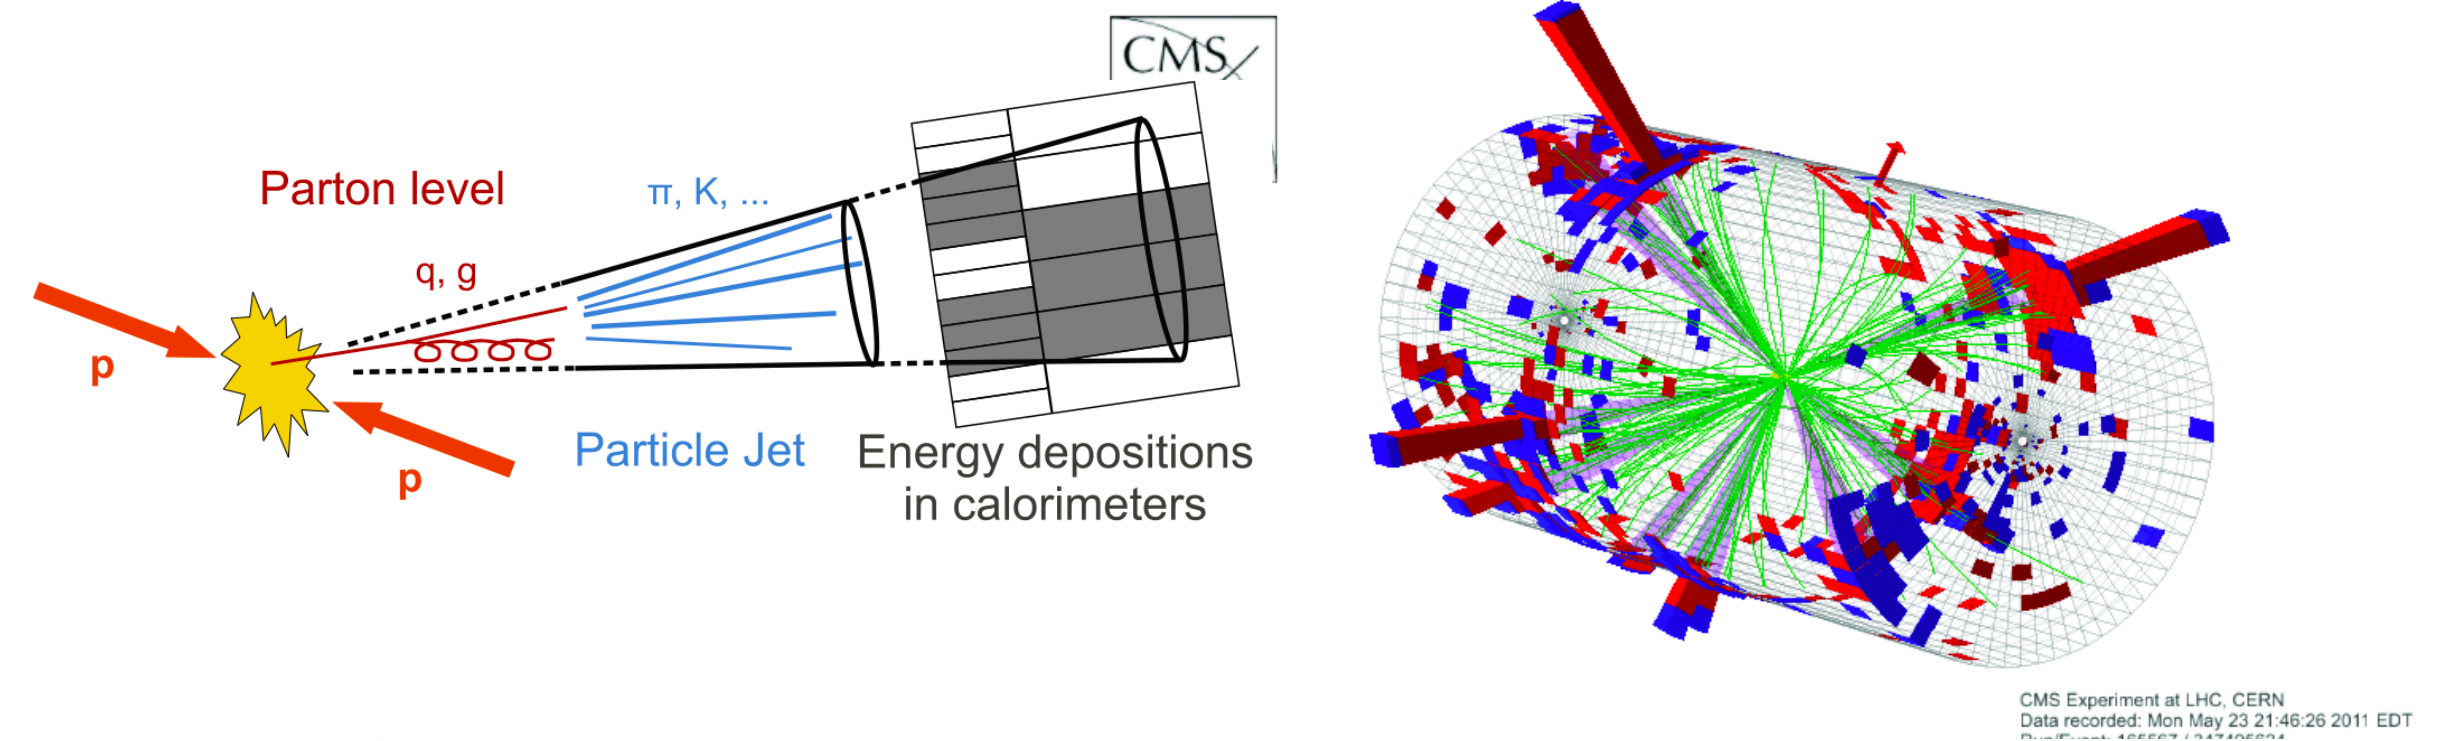 CMS
Parton level
π, K, ...
q, g
p
p
Particle Jet
Energy depositions
in calorimeters
CMS Experiment at LHC, CERN
Data recorded: Mon May 23 21:46:26 2011 EDT